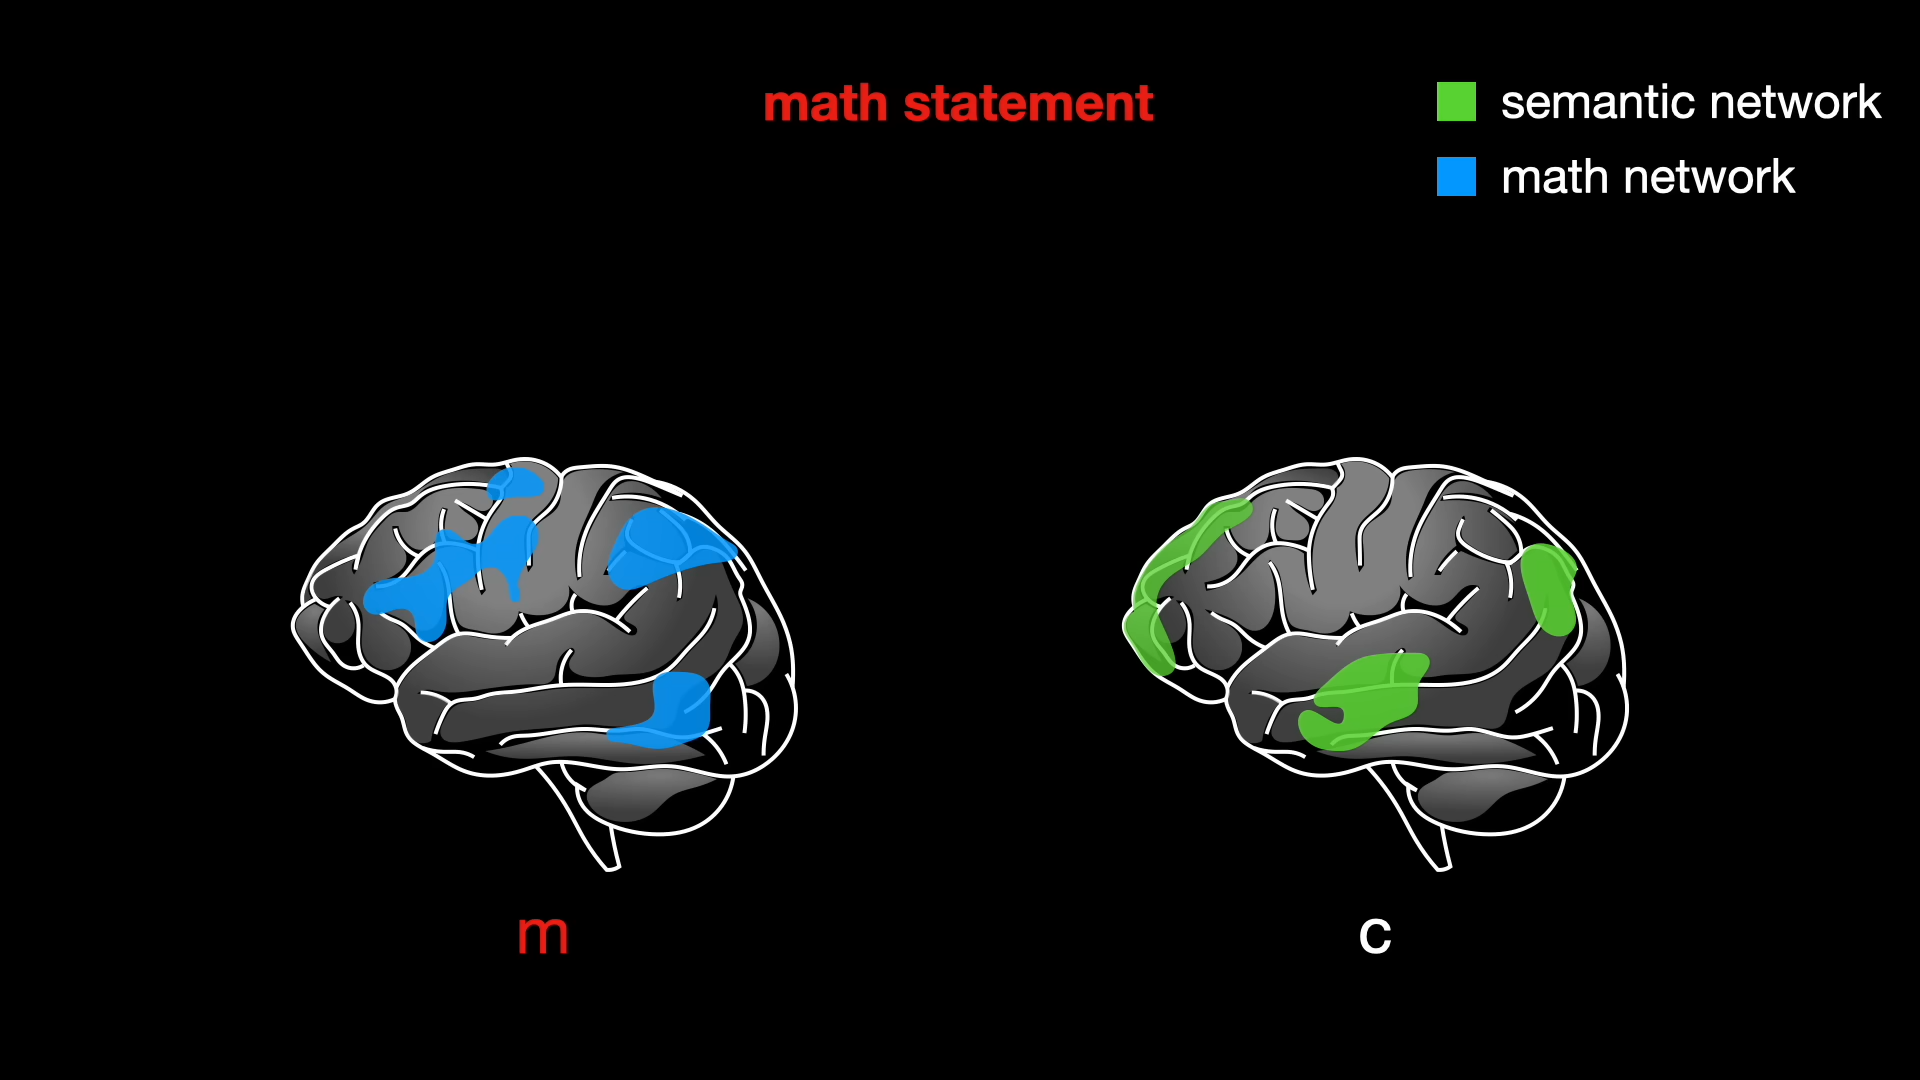 math statement
semantic network
math network
m
c